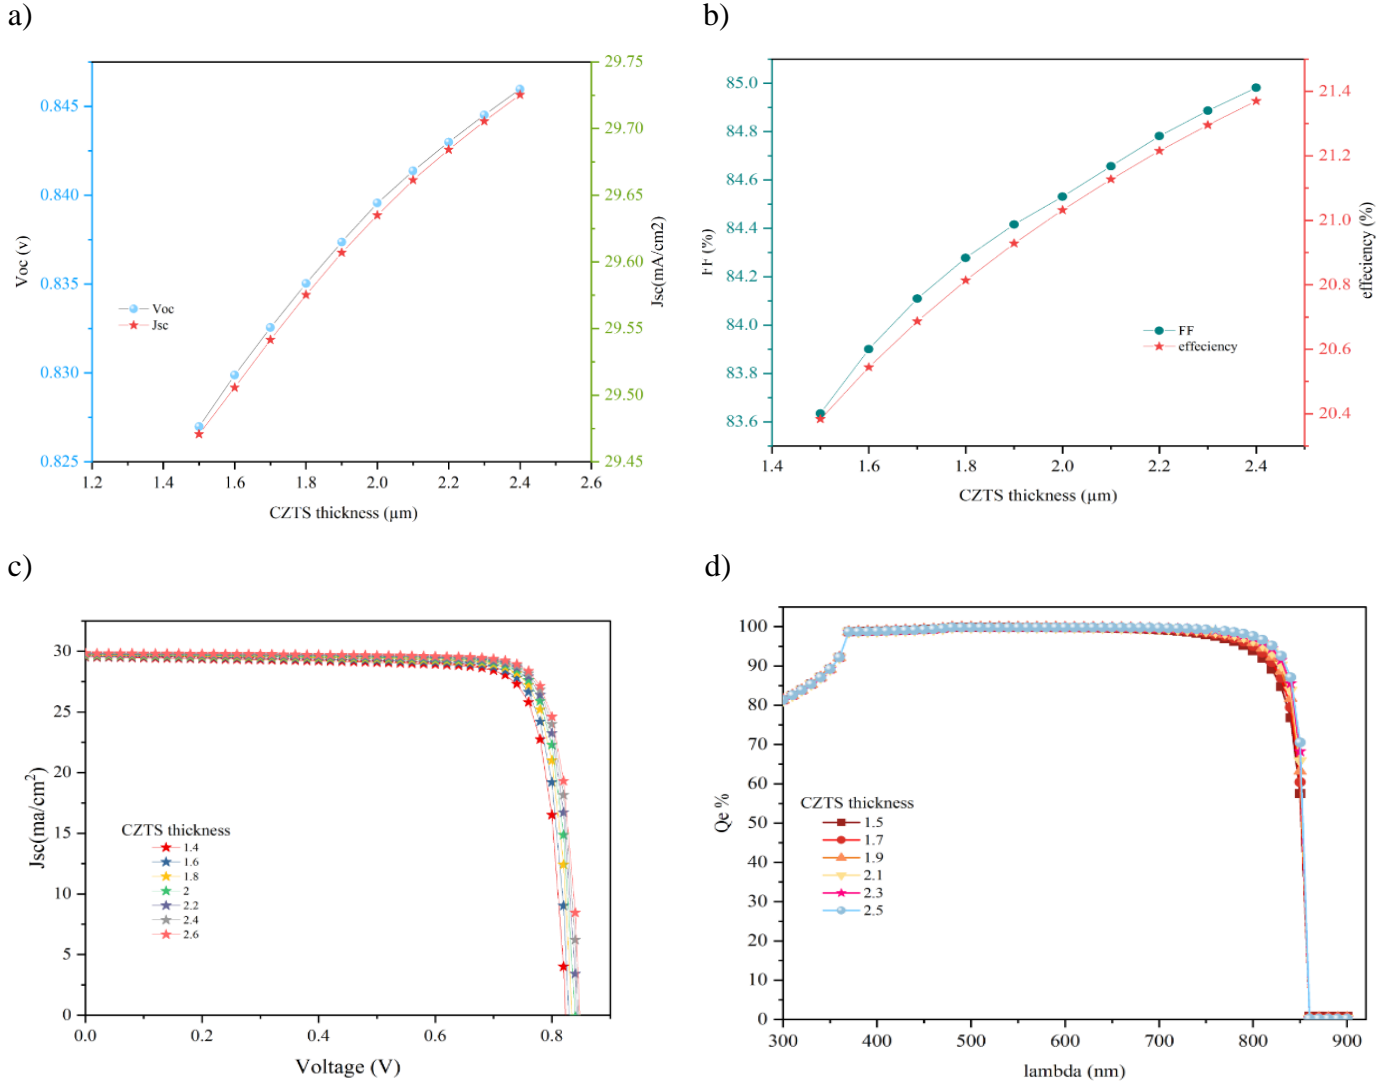 a)
b)
0.845
0.840
0.835
0.830
0.825
Voc (v)
29.75
29.70
29.65
29.60
29.55
29.50
29.45
Jsc(mA/cm2)
Voc
Jsc
1.2 1.4 1.6 1.8 2.0 2.2 2.4 2.6
CZTS thickness (µm)
85.0
84.8
84.6
84.4
84.2
84.0
83.8
83.6
FF (%)
21.4
21.2
21.0
20.8
20.6
20.4
effeciency (%)
FF
effeciency
1.4 1.6 1.8 2.0 2.2 2.4
CZTS thickness (µm)
c)
d)
30
25
20
15
10
5
0
Jsc(ma/cm²)
CZTS thickness
1.4
1.6
1.8
2
2.2
2.4
2.6
0.0 0.2 0.4 0.6 0.8
Voltage (V)
100
90
80
70
60
50
40
30
20
10
0
Qe %
CZTS thickness
1.5
1.7
1.9
2.1
2.3
2.5
300 400 500 600 700 800 900
lambda (nm)